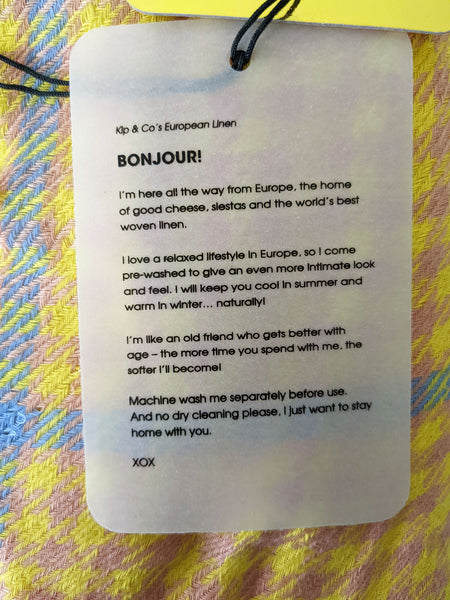 Kip & Co's European Linen
BONJOUR!
I'm here all the way from Europe, the home
of good cheese, siestas and the world's best
woven linen.
I love a relaxed lifestyle in Europe, so I come
pre-washed to give an even more intimate look
and feel. I will keep you cool in summer and
warm in winter... naturally!
I'm like an old friend who gets better with
age – the more time you spend with me, the
softer I'll become!
Machine wash me separately before use.
And no dry cleaning please, I just want to stay
home with you.
XOX